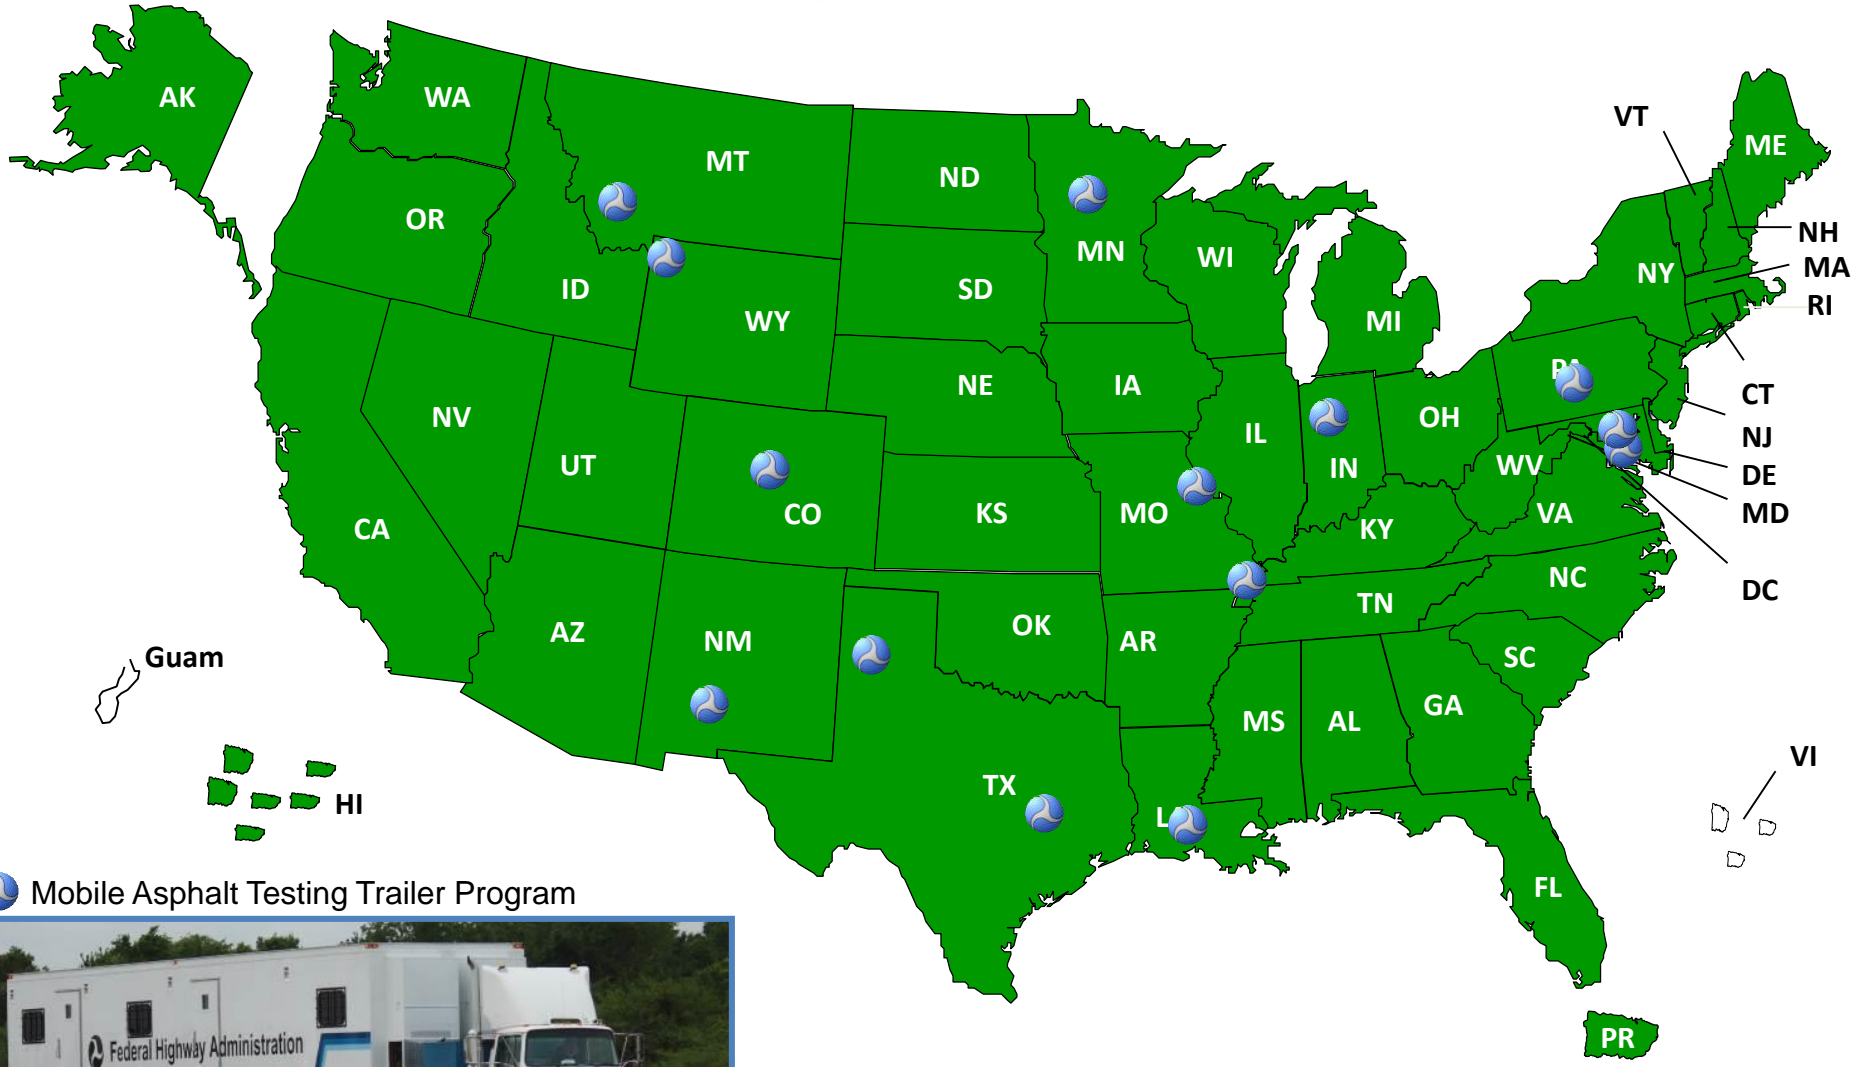 AK
WA
MT
ND
MN
WI
MI
VT
ME
NH
MA
RI
NY
OR
ID
WY
SD
NE
IA
IL
IN
OH
PA
CT
NJ
DE
MD
DC
NV
UT
CO
KS
MO
KY
WV
VA
CA
AZ
NM
OK
AR
TN
NC
SC
TX
MS
AL
GA
FL
Guam
HI
VI
PR
Mobile Asphalt Testing Trailer Program
Federal Highway Administration